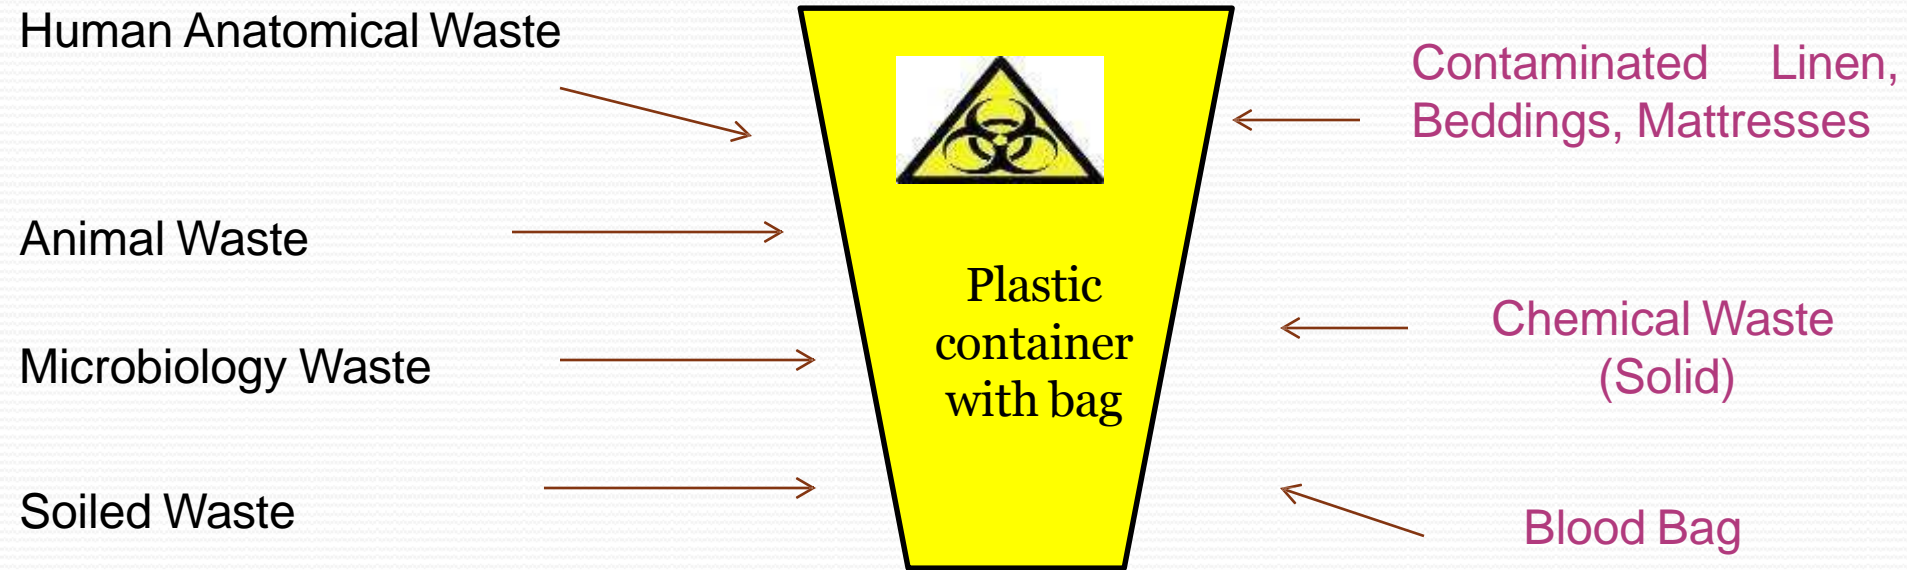 Human Anatomical Waste
Animal Waste
Microbiology Waste
Soiled Waste
Plastic
container
with bag
Contaminated Linen,
Beddings, Mattresses
Chemical Waste
(Solid)
Blood Bag